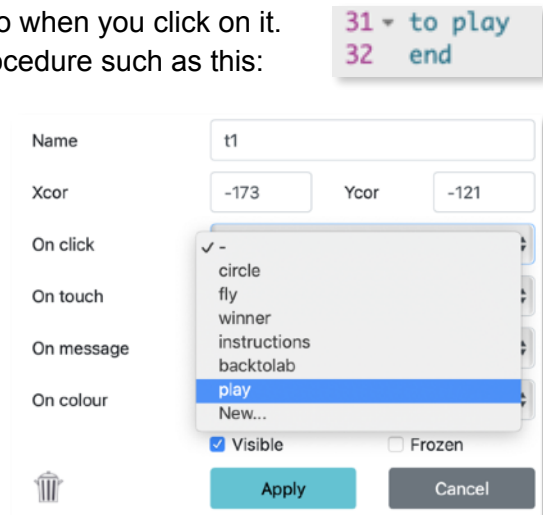 o when you click on it.
ocedure such as this:
31 to play
32 end
Name t1
Xcor -173 Ycor -121
On click ✓ -
circle
On touch fly
winner
On message instructions
backtolab
On colour play
New...
Visible Frozen
Apply Cancel